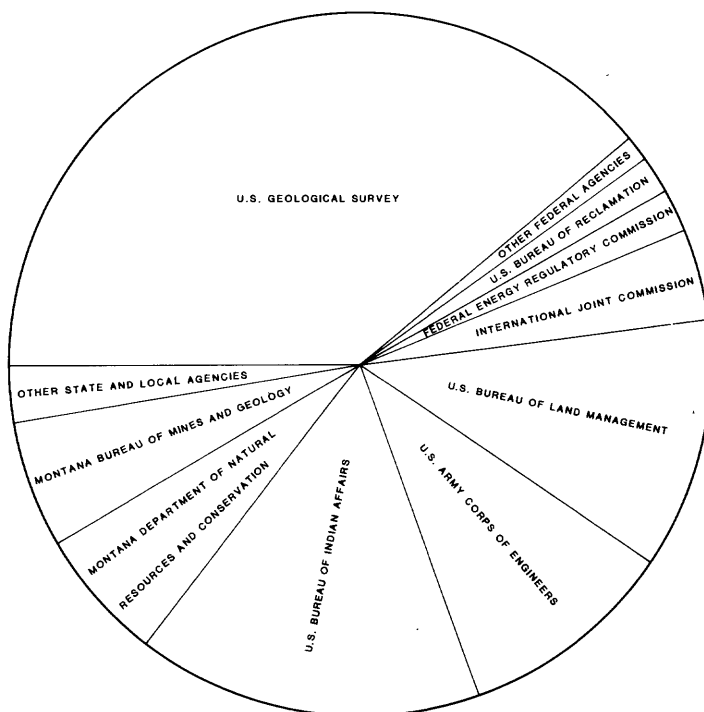 U.S. GEOLOGICAL SURVEY
OTHER FEDERAL AGENCIES
U.S. BUREAU OF RECLAMATION
FEDERAL ENERGY REGULATORY COMMISSION
INTERNATIONAL JOINT COMMISSION
U.S. BUREAU OF LAND MANAGEMENT
U.S. ARMY CORPS OF ENGINEERS
U.S. BUREAU OF INDIAN AFFAIRS
MONTANA DEPARTMENT OF NATURAL
RESOURCES AND CONSERVATION
MONTANA BUREAU OF MINES AND GEOLOGY
OTHER STATE AND LOCAL AGENCIES